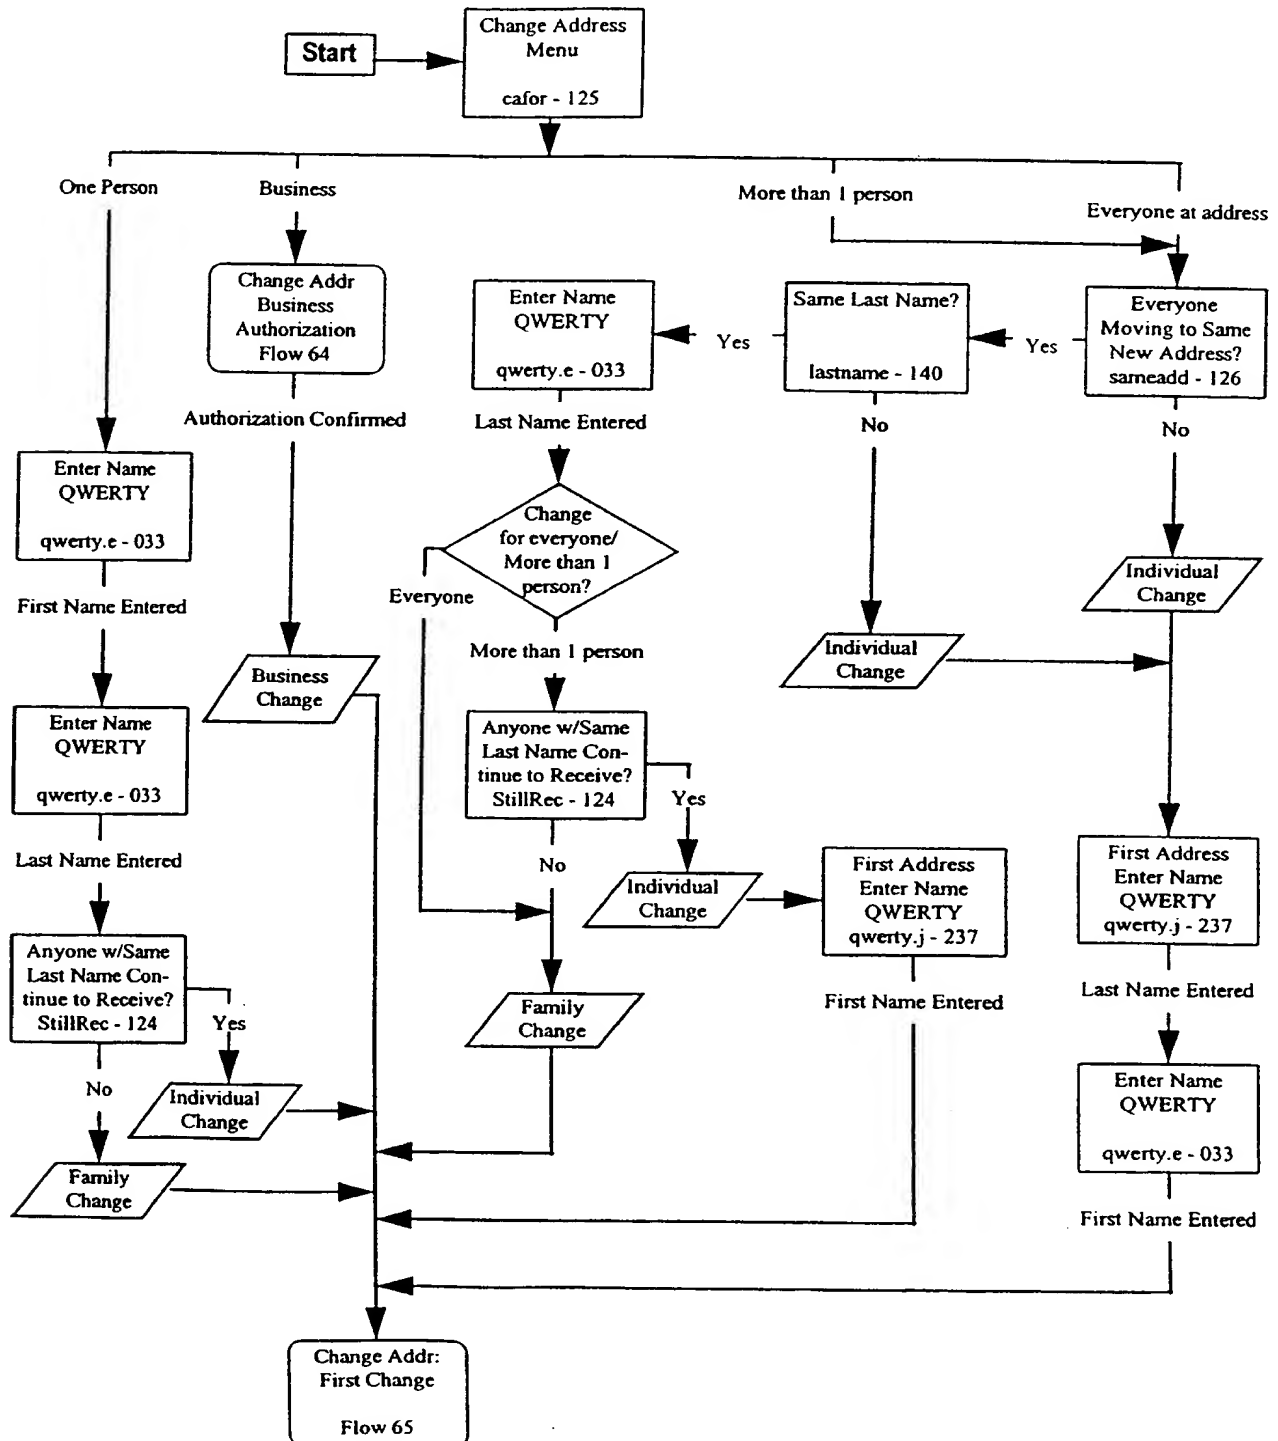 Start
Change Address
Menu
cafor - 125
One Person
Business
More than 1 person
Everyone at address
Change Addr
Business
Authorization
Flow 64
Enter Name
QWERTY
qwerty.e - 033
Yes
Same Last Name?
lastname - 140
Yes
Everyone
Moving to Same
New Address?
sameadd - 126
Authorization Confirmed
Last Name Entered
No
No
Enter Name
QWERTY
qwerty.e - 033
Change
for everyone/
More than 1
person?
Everyone
Individual
Change
First Name Entered
More than 1 person
Individual
Change
Business
Change
Enter Name
QWERTY
qwerty.e - 033
Anyone w/Same
Last Name Con-
tinue to Receive?
StillRec - 124
Yes
Last Name Entered
No
Individual
Change
First Address
Enter Name
QWERTY
qwerty.j - 237
First Address
Enter Name
QWERTY
qwerty.j - 237
Anyone w/Same
Last Name Con-
tinue to Receive?
StillRec - 124
Yes
Family
Change
First Name Entered
Last Name Entered
No
Individual
Change
Enter Name
QWERTY
qwerty.e - 033
Family
Change
First Name Entered
Change Addr:
First Change
Flow 65